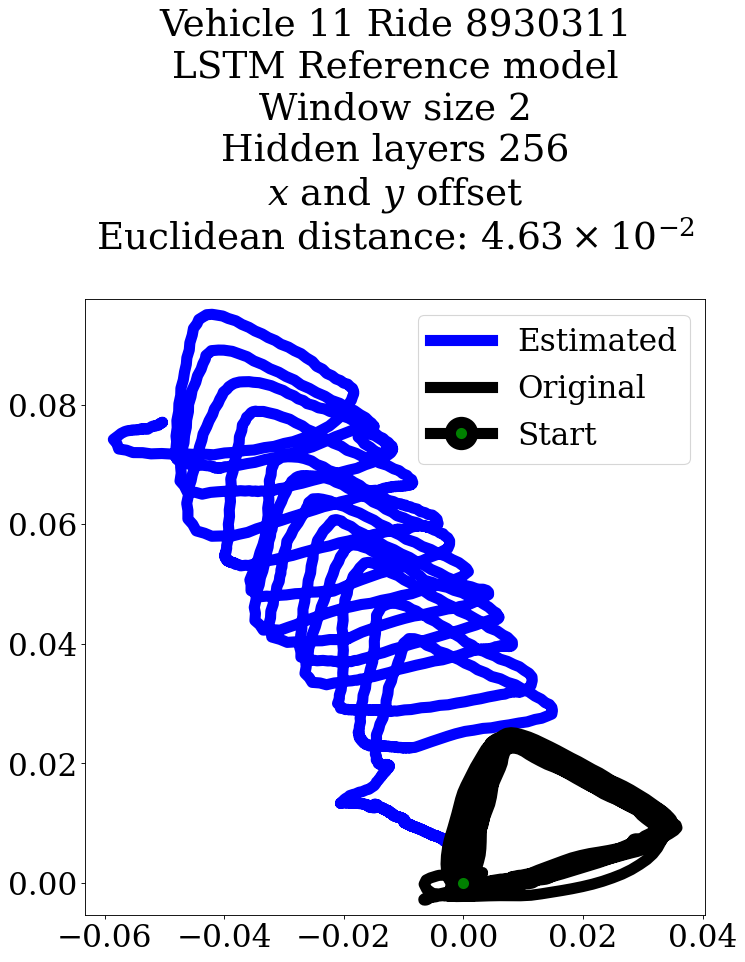 Vehicle 11 Ride 8930311
LSTM Reference model
Window size 2
Hidden layers 256
x and y offset
Euclidean distance: 4.63 × 10⁻²
Estimated
Original
Start
0.08
0.06
0.04
0.02
0.00
−0.06 −0.04 −0.02 0.00 0.02 0.04